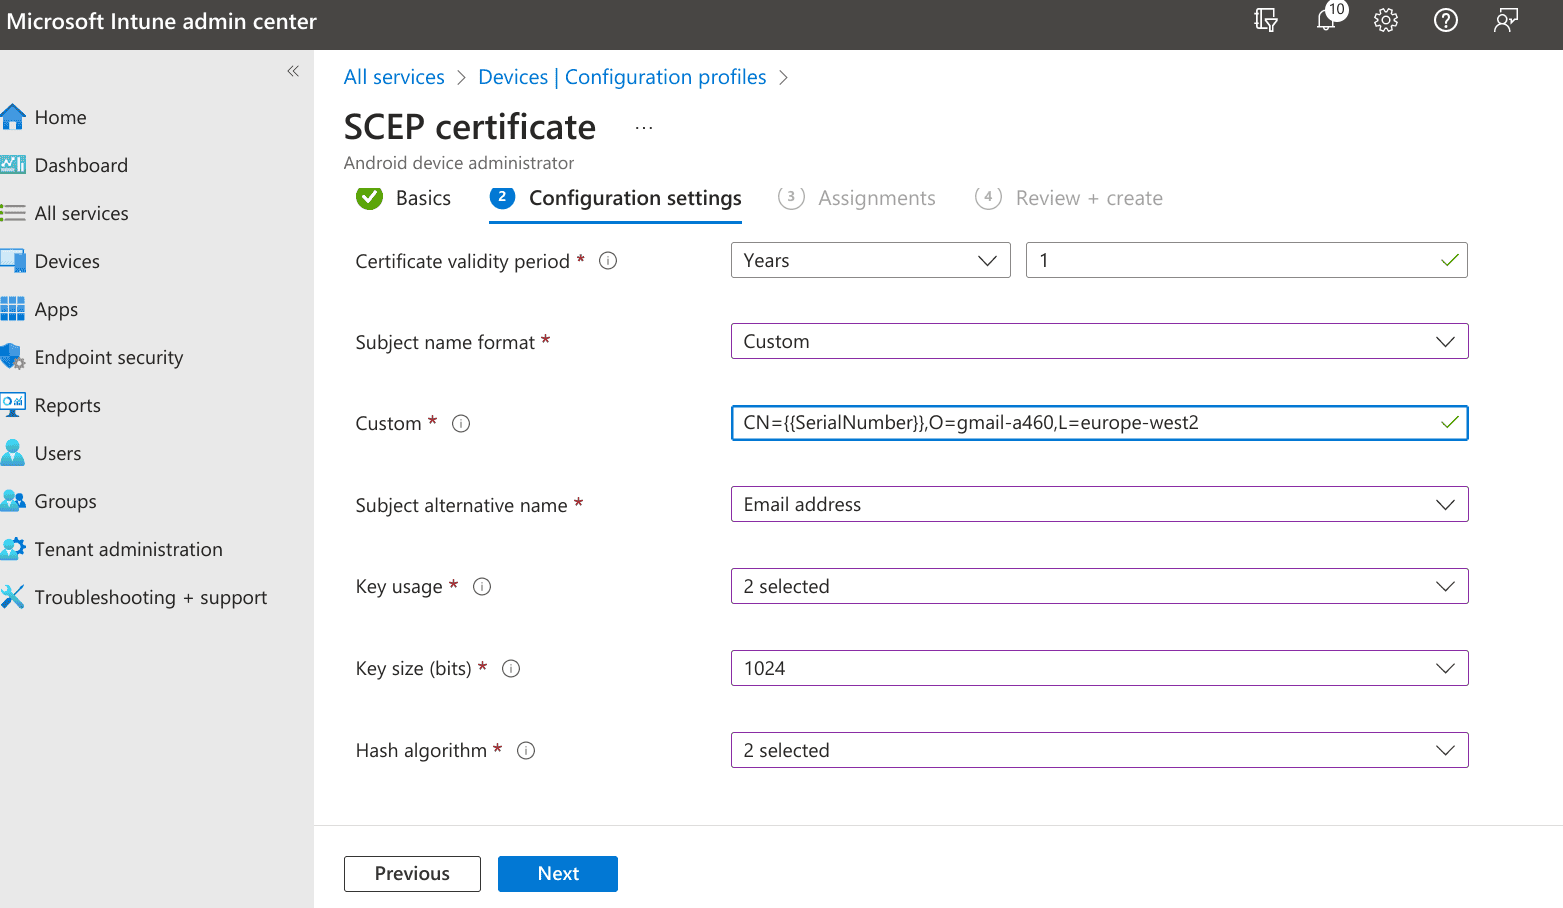 Microsoft Intune admin center
10
All services > Devices | Configuration profiles >
SCEP certificate ...
Android device administrator
Basics
2 Configuration settings
3 Assignments
4 Review + create
Home
Dashboard
All services
Devices
Apps
Endpoint security
Reports
Users
Groups
Tenant administration
Troubleshooting + support
Certificate validity period * Years 1
Subject name format * Custom
Custom * CN={{SerialNumber}},O=gmail-a460,L=europe-west2
Subject alternative name * Email address
Key usage * 2 selected
Key size (bits) * 1024
Hash algorithm * 2 selected
Previous Next